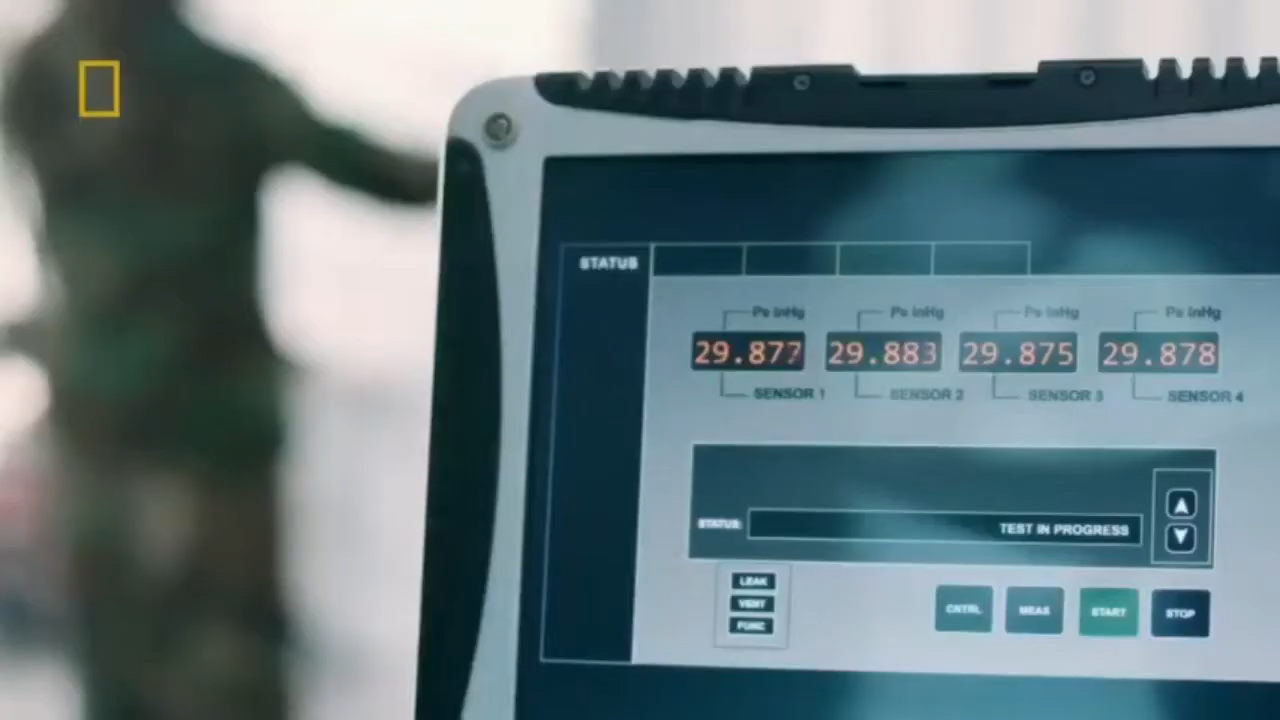 STATUS
Ps InHg Ps InHg Ps InHg Ps InHg
29.877 29.883 29.875 29.878
SENSOR 1 SENSOR 2 SENSOR 3 SENSOR 4
STATUS: TEST IN PROGRESS
LEAK
VENT
FUNC
CNTRL MEAS START STOP